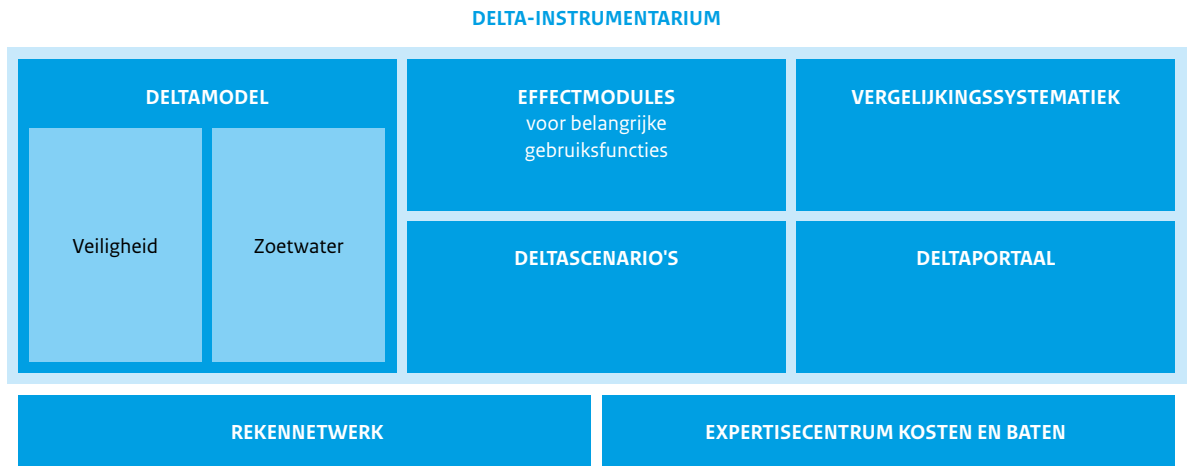 DELTA-INSTRUMENTARIUM
DELTAMODEL
Veiligheid
Zoetwater
EFFECTMODULES
voor belangrijke
gebruiksfuncties
VERGELIJKINGSSYSTEMATIEK
DELTASCENARIO'S
DELTAPORTAAL
REKENNETWERK
EXPERTISECENTRUM KOSTEN EN BATEN